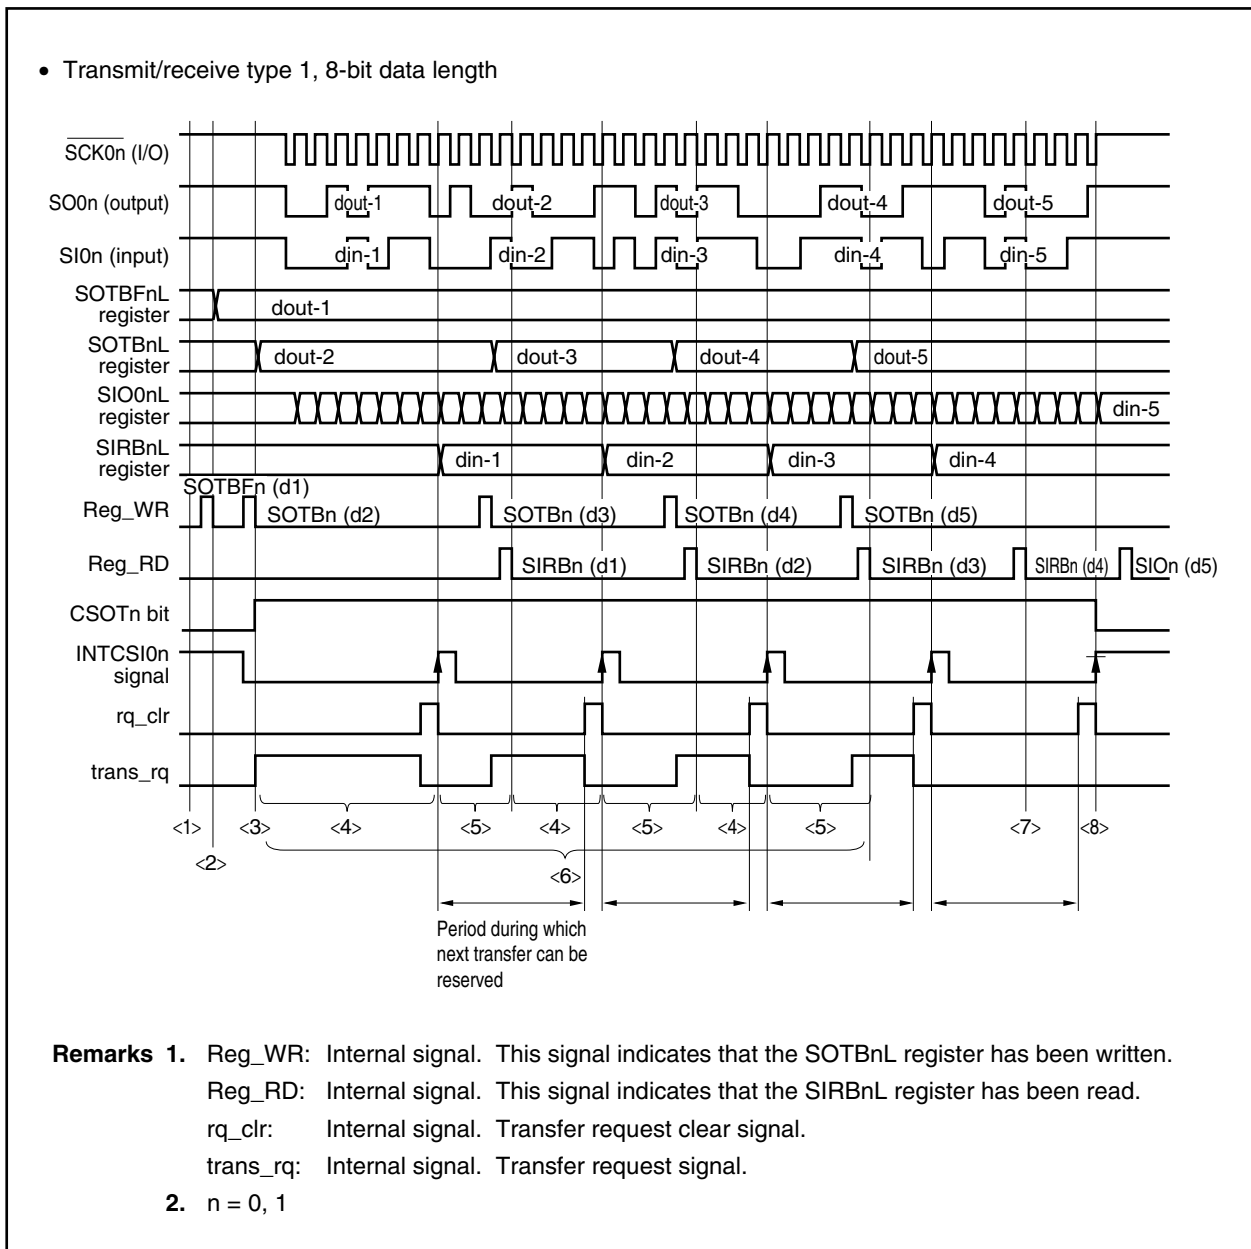 • Transmit/receive type 1, 8-bit data length
SCK0n (I/O)
SO0n (output)
dout-1
dout-2
dout-3
dout-4
dout-5
SI0n (input)
din-1
din-2
din-3
din-4
din-5
SOTBFnL
register
dout-1
SOTBnL
register
dout-2
dout-3
dout-4
dout-5
SIO0nL
register
din-5
SIRBnL
register
din-1
din-2
din-3
din-4
SOTBFn (d1)
Reg_WR
SOTBn (d2)
SOTBn (d3)
SOTBn (d4)
SOTBn (d5)
Reg_RD
SIRBn (d1)
SIRBn (d2)
SIRBn (d3)
SIRBn (d4)
SIOn (d5)
CSOTn bit
INTCSI0n
signal
rq_clr
trans_rq
<1>
<3>
<4>
<5>
<4>
<5>
<4>
<5>
<7>
<8>
<2>
<6>
Period during which
next transfer can be
reserved
Remarks 1. Reg_WR: Internal signal. This signal indicates that the SOTBnL register has been written.
Reg_RD: Internal signal. This signal indicates that the SIRBnL register has been read.
rq_clr: Internal signal. Transfer request clear signal.
trans_rq: Internal signal. Transfer request signal.
2. n = 0, 1